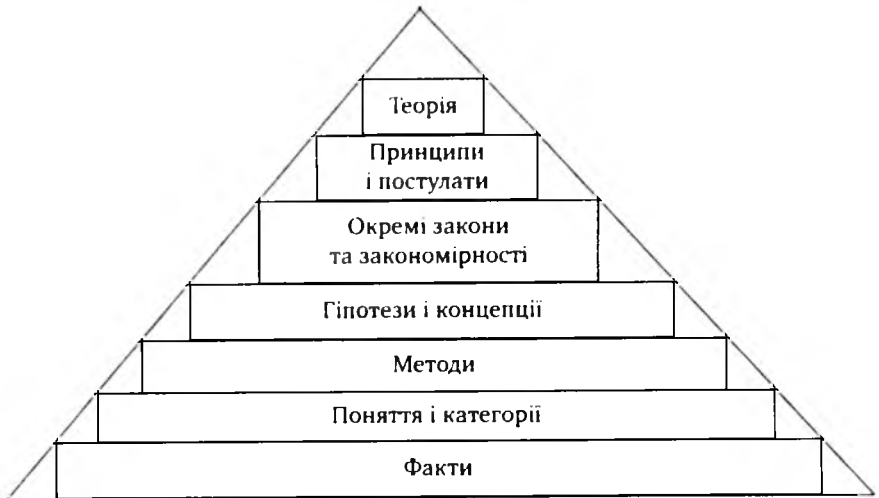 Теорія
Принципи
і постулати
Окремі закони
та закономірності
Гіпотези і концепції
Методи
Поняття і категорії
Факти